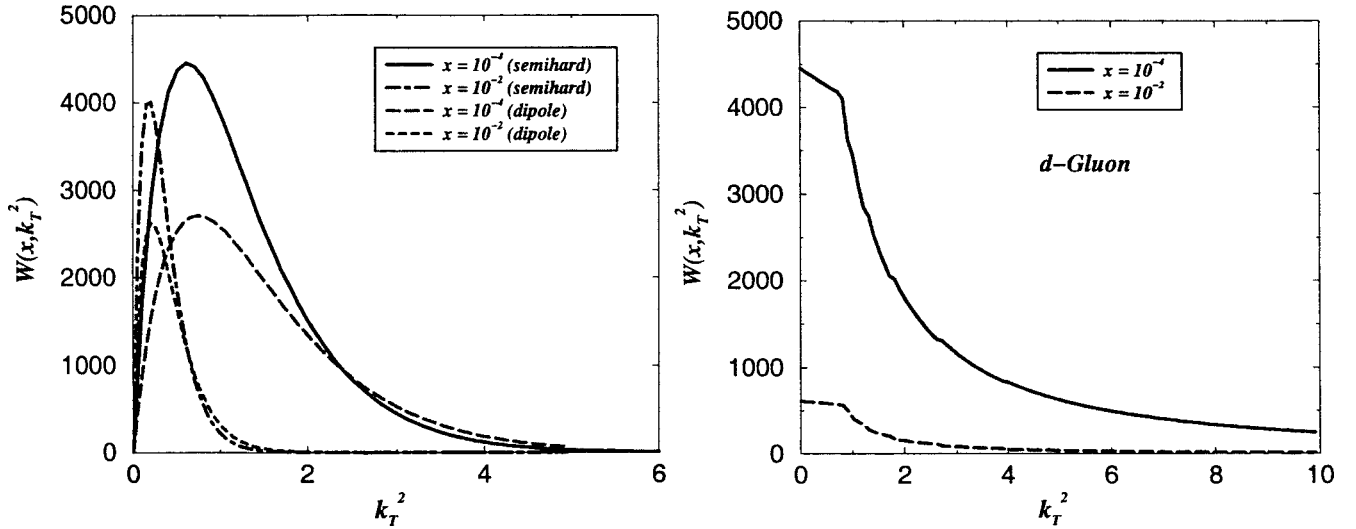 5000
4000
3000
2000
1000
0
W(x,k_T^2)
x = 10^-4 (semihard)
x = 10^-2 (semihard)
x = 10^-4 (dipole)
x = 10^-2 (dipole)
0 2 4 6
k_T^2
5000
4000
3000
2000
1000
0
W(x,k_T^2)
x = 10^-4
x = 10^-2
d-Gluon
0 2 4 6 8 10
k_T^2